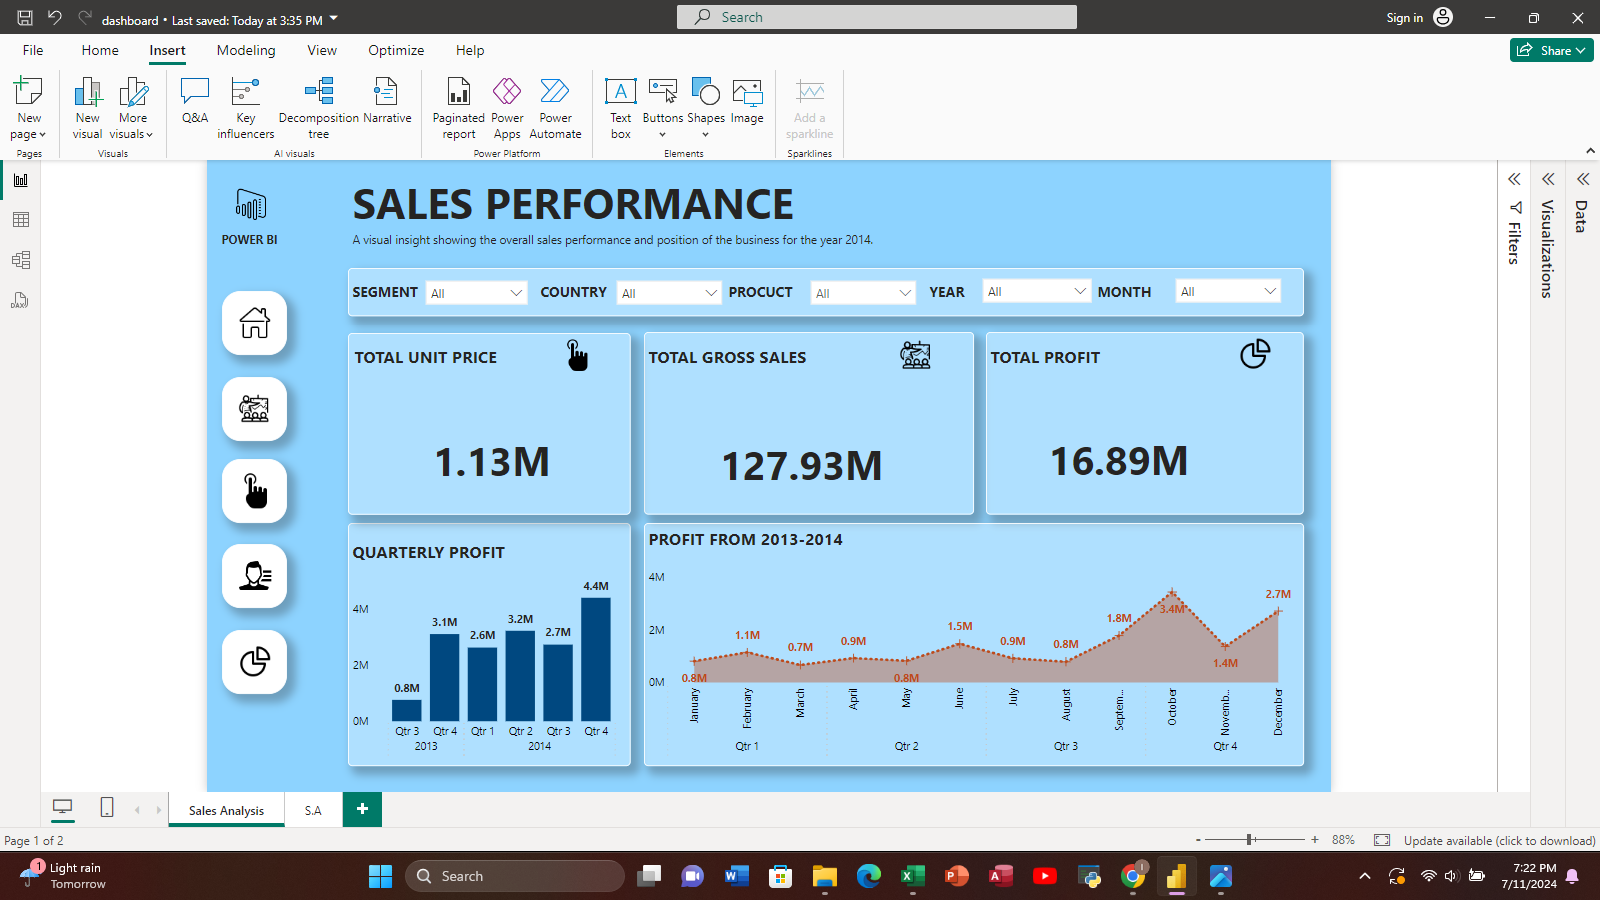 dashboard • Last saved: Today at 3:35 PM
Search
Sign in
File Home Insert Modeling View Optimize Help
Share
New page
New visual
More visuals
Q&A
Key influencers
Decomposition tree
Narrative
Paginated report
Power Apps
Power Automate
Text box
Buttons
Shapes
Image
Add a sparkline
Pages
Visuals
AI visuals
Power Platform
Elements
Sparklines
POWER BI
SALES PERFORMANCE
A visual insight showing the overall sales performance and position of the business for the year 2014.
SEGMENT All COUNTRY All PROCUCT All YEAR All MONTH All
TOTAL UNIT PRICE
1.13M
TOTAL GROSS SALES
127.93M
TOTAL PROFIT
16.89M
QUARTERLY PROFIT
4M
2M
0M
0.8M
3.1M
2.6M
3.2M
2.7M
4.4M
Qtr 3 Qtr 4 Qtr 1 Qtr 2 Qtr 3 Qtr 4
2013 2014
PROFIT FROM 2013-2014
4M
2M
0M
0.8M
1.1M
0.7M
0.9M
0.8M
1.5M
0.9M
0.8M
1.8M
3.4M
1.4M
2.7M
January
February
March
April
May
June
July
August
Septem...
October
Novemb...
December
Qtr 1 Qtr 2 Qtr 3 Qtr 4
Filters
Visualizations
Data
DAX
Sales Analysis
S.A
+
Page 1 of 2
- + 88%
Update available (click to download)
1
Light rain
Tomorrow
Search
7:22 PM
7/11/2024